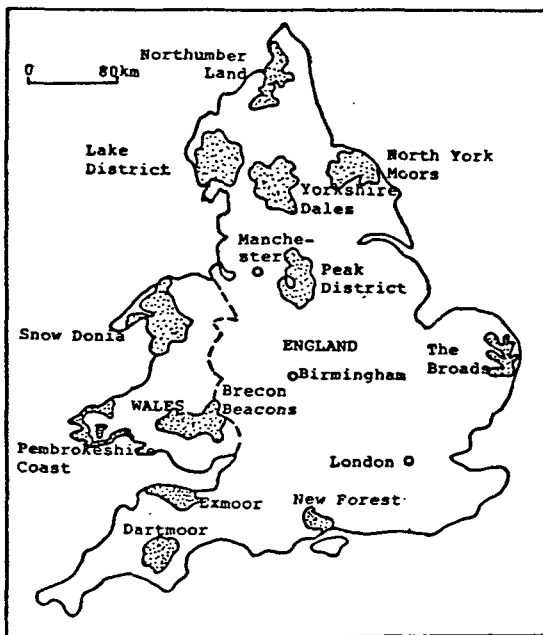 Northumber
Land
0 80km
Lake
District
North York
Moors
Yorkshire
Dales
Manche-
ster
Peak
District
Snow Donia
ENGLAND
The
Broads
Birmingham
WALES
Brecon
Beacons
Pembrokeshire
Coast
London
Exmoor
New Forest
Dartmoor